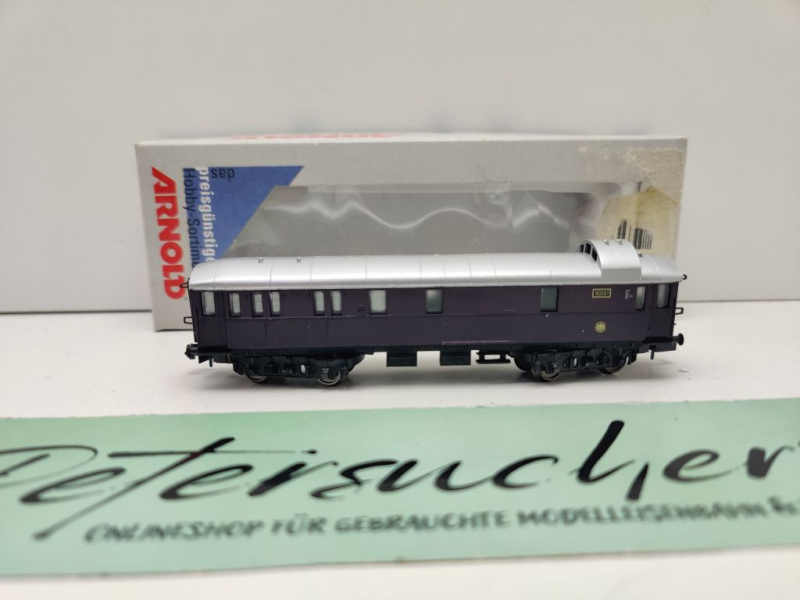 das
preisgünstige
Hobby-Sortim
ARNOLD
Petersucher
ONLINESHOP FÜR GEBRAUCHTE MODELLEISENBAHN